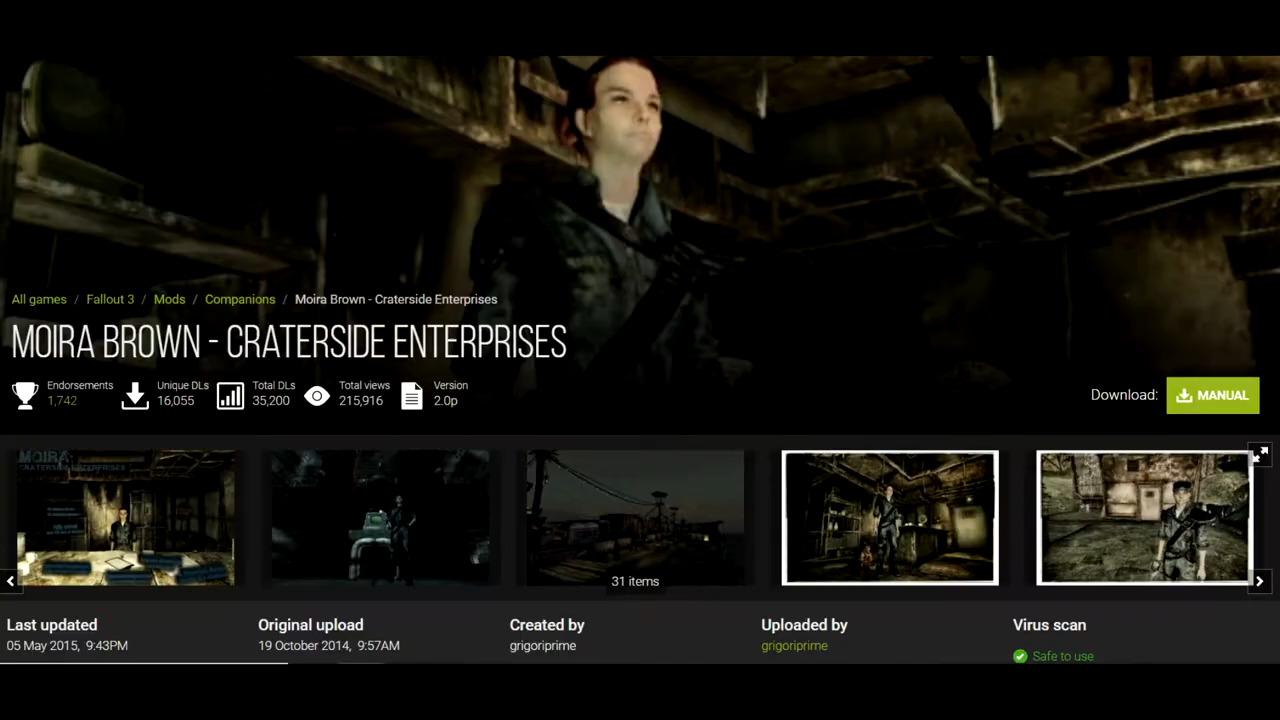 All games / Fallout 3 / Mods / Companions / Moira Brown - Craterside Enterprises
MOIRA BROWN - CRATERSIDE ENTERPRISES
Endorsements Unique DLs Total DLs Total views Version
1,742 16,055 35,200 215,916 2.0p
Download: MANUAL
MOIRA
CRATERSIDE ENTERPRISES
31 items
Last updated Original upload Created by Uploaded by Virus scan
05 May 2015, 9:43PM 19 October 2014, 9:57AM grigoriprime grigoriprime Safe to use